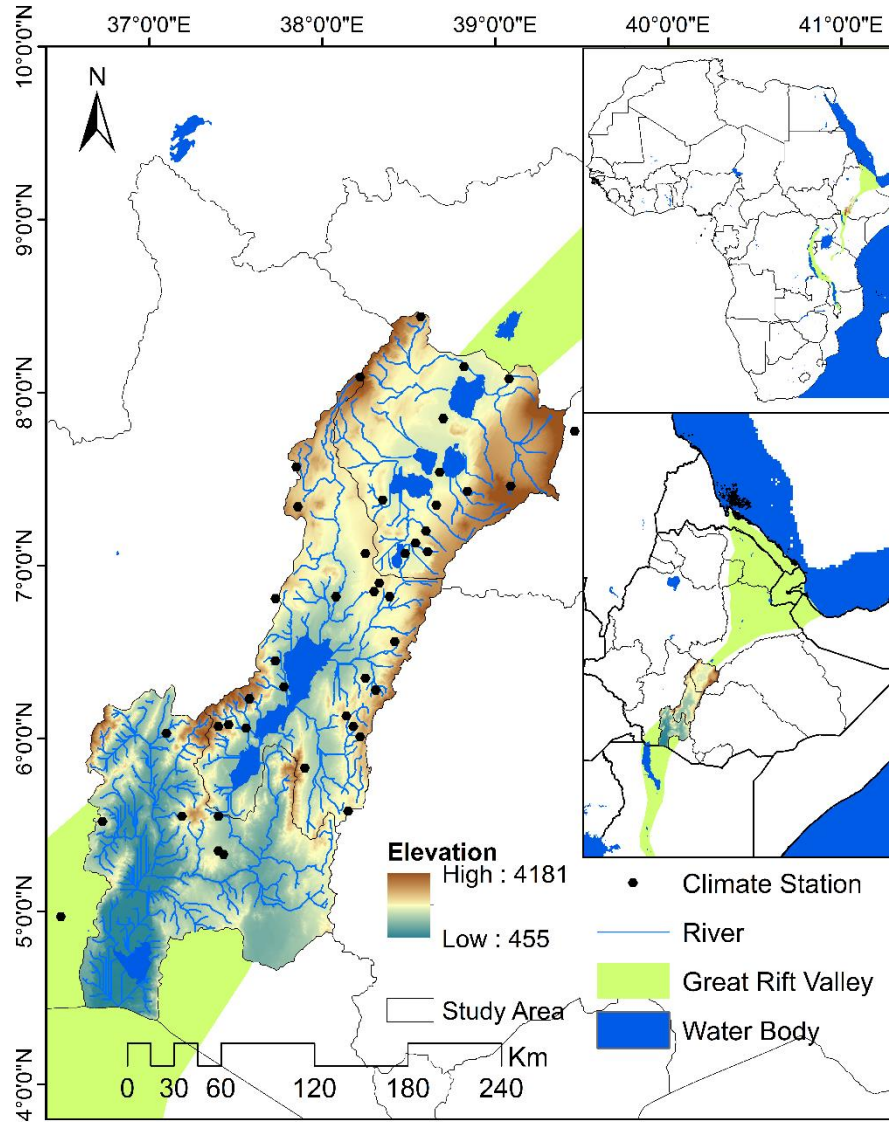 37°0'0"E 38°0'0"E 39°0'0"E 40°0'0"E 41°0'0"E
10°0'0"N
N
9°0'0"N
8°0'0"N
7°0'0"N
6°0'0"N
5°0'0"N
4°0'0"N
Elevation
High : 4181
Low : 455
Study Area
Climate Station
River
Great Rift Valley
Water Body
Km
0 30 60 120 180 240